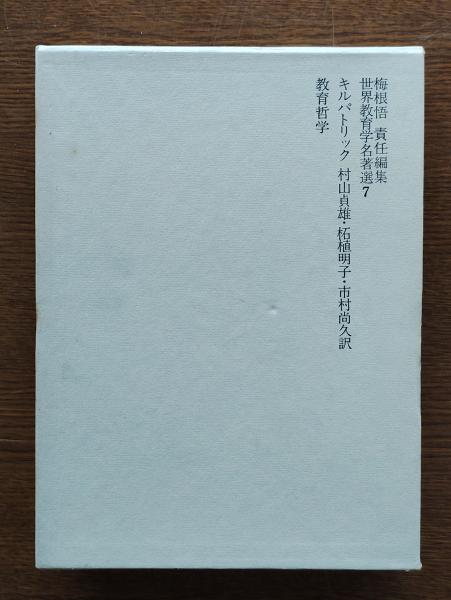 梅根悟 責任編集
世界教育学名著選7
キルパトリック 村山貞雄・柘植明子・市村尚久訳
教育哲学